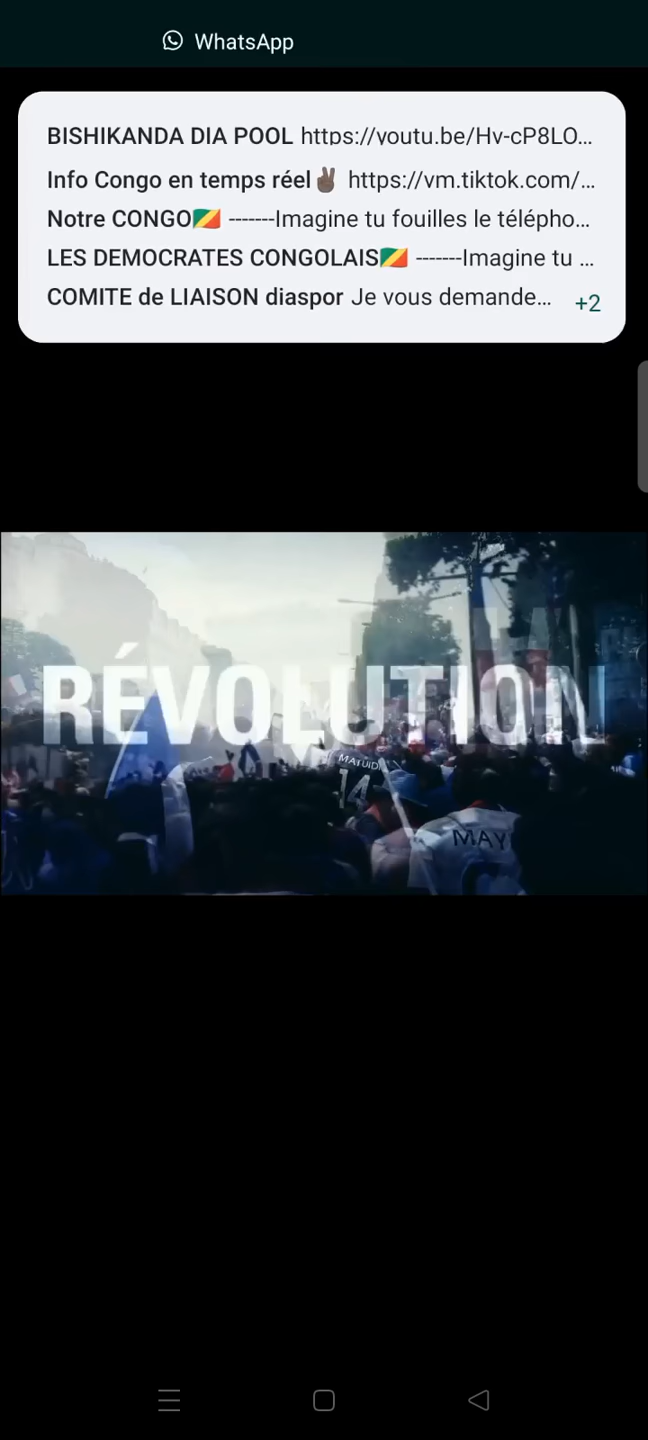 WhatsApp
BISHIKANDA DIA POOL https://youtu.be/Hv-cP8LO...
Info Congo en temps réel✌🏿 https://vm.tiktok.com/...
Notre CONGO🇨🇬 -------Imagine tu fouilles le télépho...
LES DEMOCRATES CONGOLAIS🇨🇬 -------Imagine tu ...
COMITE de LIAISON diaspor Je vous demande...
+2
RÉVOLUTION
MATUIDI
14
MAY